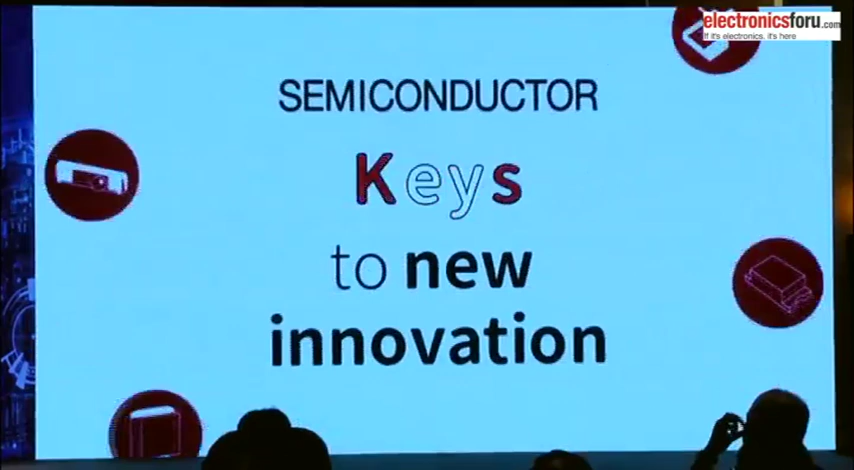 electronicsforu.com
If it's electronics, it's here
SEMICONDUCTOR
Keys
to new
innovation